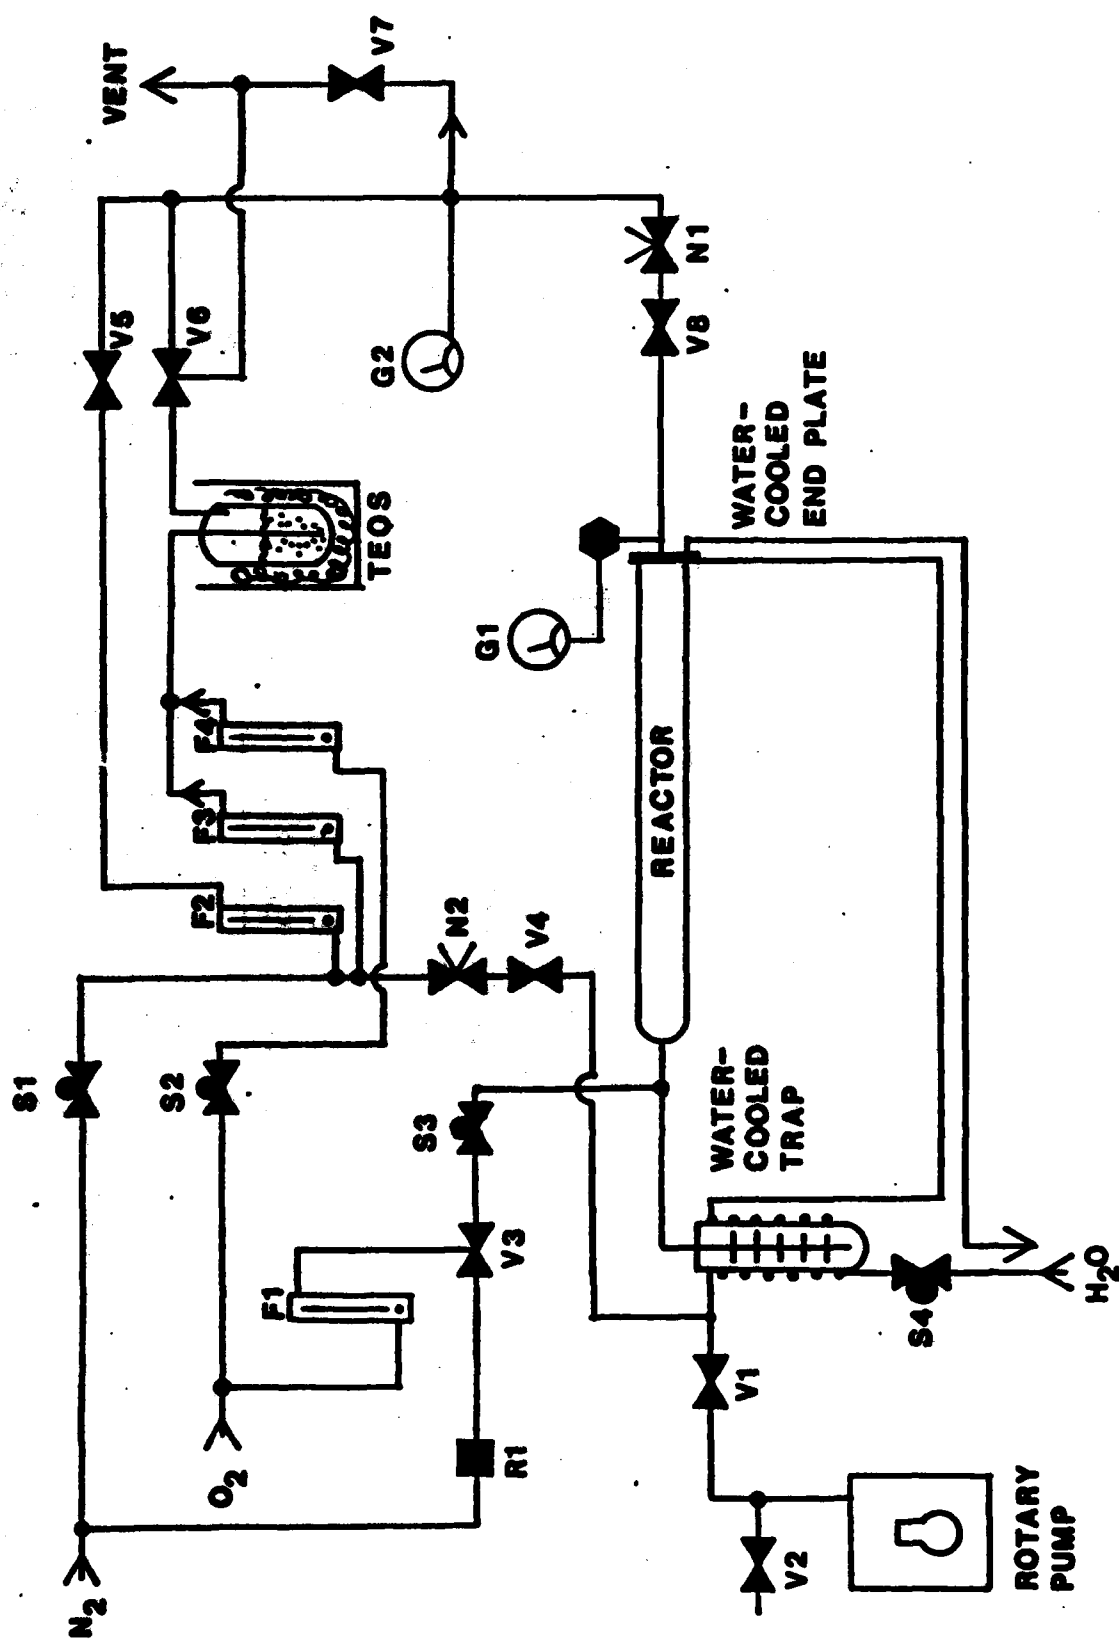 N2
S1
O2
S2
F1
R1
V3
S3
F2
F3
F4
N2
V4
TEOS
V5
V6
VENT
V7
G2
G1
N1
V8
WATER-
COOLED
END PLATE
REACTOR
WATER-
COOLED
TRAP
S4
H2O
V1
V2
ROTARY
PUMP